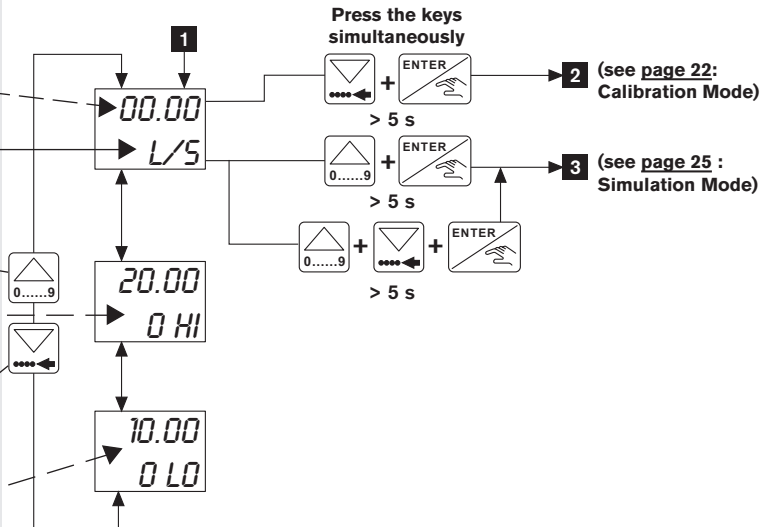 Press the keys
simultaneously
1
ENTER
+
2
(see page 22:
Calibration Mode)
> 5 s
00.00
L/S
ENTER
0......9
+
3
(see page 25 :
Simulation Mode)
> 5 s
ENTER
0......9
+
+
> 5 s
0......9
20.00
0 HI
10.00
0 LO